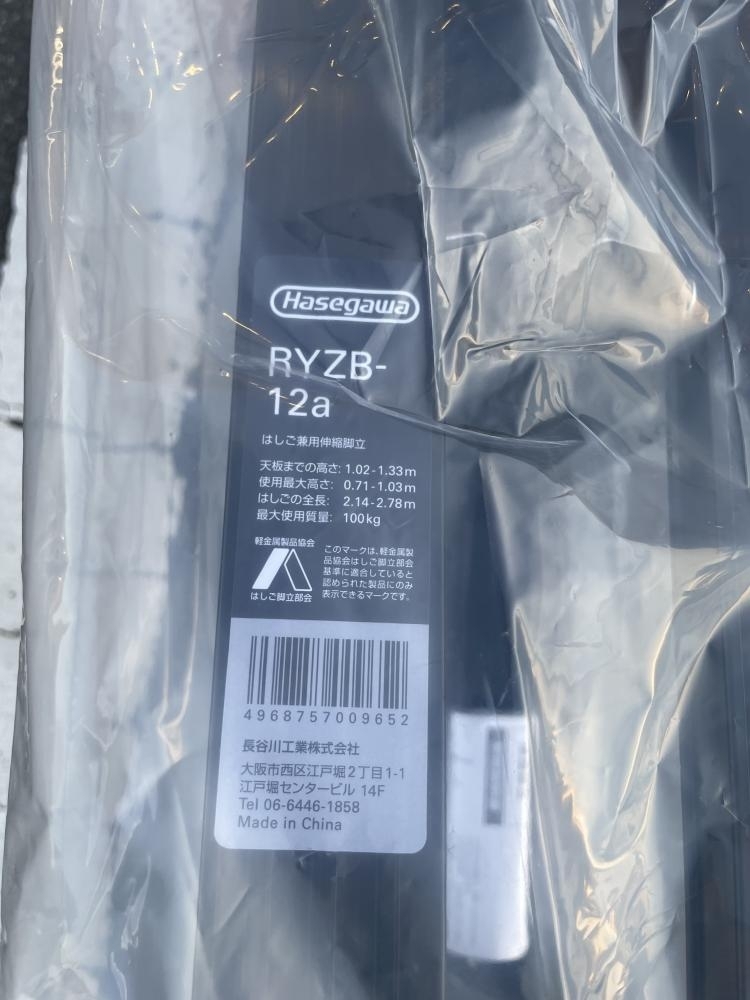 Hasegawa
RYZB-
12a
はしご兼用伸縮脚立
天板までの高さ: 1.02-1.33m
使用最大高さ: 0.71-1.03m
はしごの全長: 2.14-2.78m
最大使用質量: 100kg
軽金属製品協会
はしご脚立部会
このマークは、軽金属製
品協会はしご脚立部会
基準に適合していると
認められた製品にのみ
表示できるマークです。
4968757009652
長谷川工業株式会社
大阪市西区江戸堀2丁目1-1
江戸堀センタービル 14F
Tel 06-6446-1858
Made in China